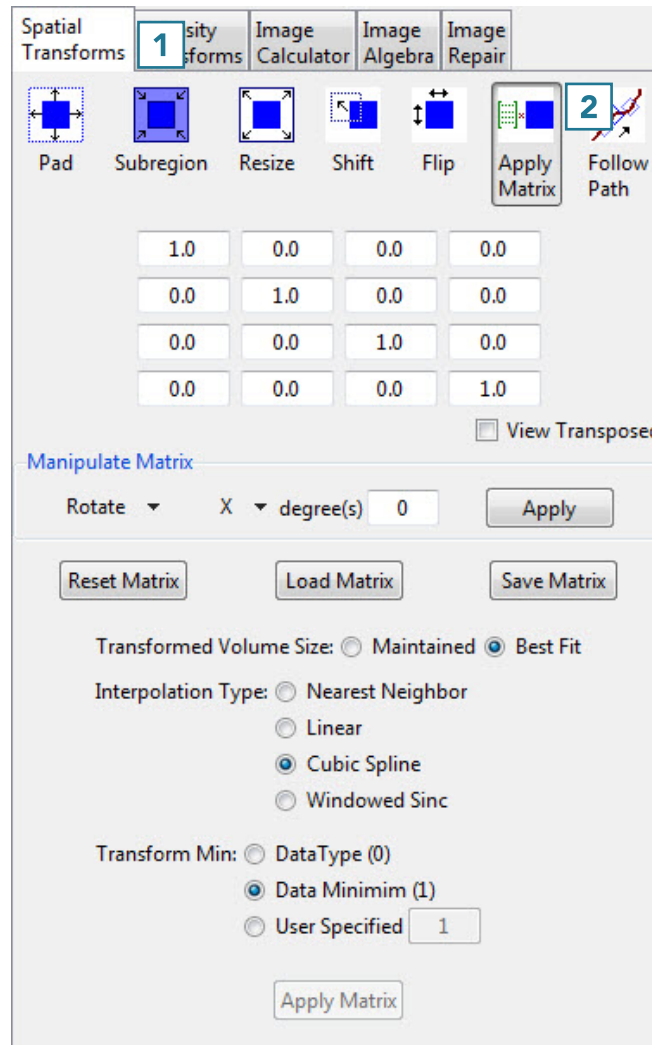 Spatial
Transforms
1
sity
sforms
Image
Calculator
Image
Algebra
Image
Repair
2
Pad
Subregion
Resize
Shift
Flip
Apply
Matrix
Follow
Path
1.0 0.0 0.0 0.0
0.0 1.0 0.0 0.0
0.0 0.0 1.0 0.0
0.0 0.0 0.0 1.0
View Transposed
Manipulate Matrix
Rotate X degree(s) 0 Apply
Reset Matrix Load Matrix Save Matrix
Transformed Volume Size: Maintained Best Fit
Interpolation Type: Nearest Neighbor
Linear
Cubic Spline
Windowed Sinc
Transform Min: DataType (0)
Data Minimim (1)
User Specified 1
Apply Matrix